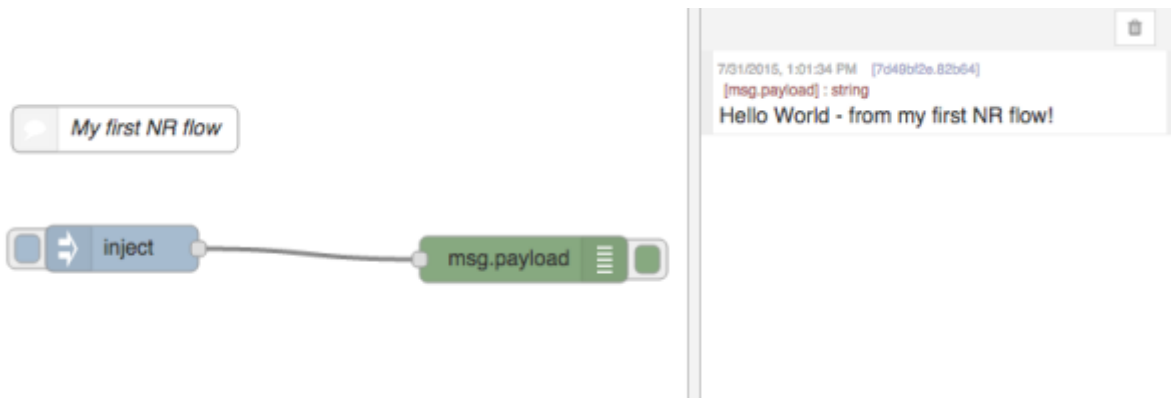 My first NR flow
inject
msg.payload
7/31/2015, 1:01:34 PM [7d49bf2e.82b64]
[msg.payload] : string
Hello World - from my first NR flow!